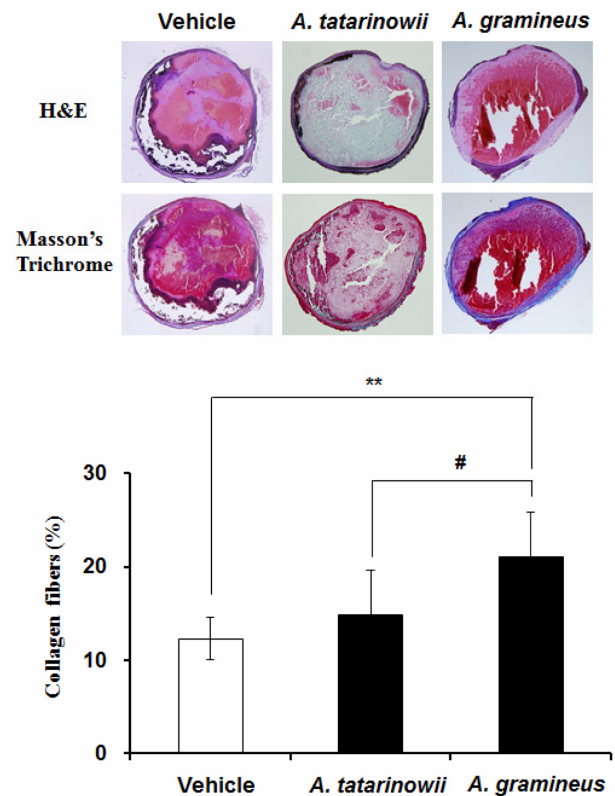 Vehicle A. tatarinowii A. gramineus
H&E
Masson's
Trichrome
**
#
30
20
10
0
Collagen fibers (%)
Vehicle A. tatarinowii A. gramineus